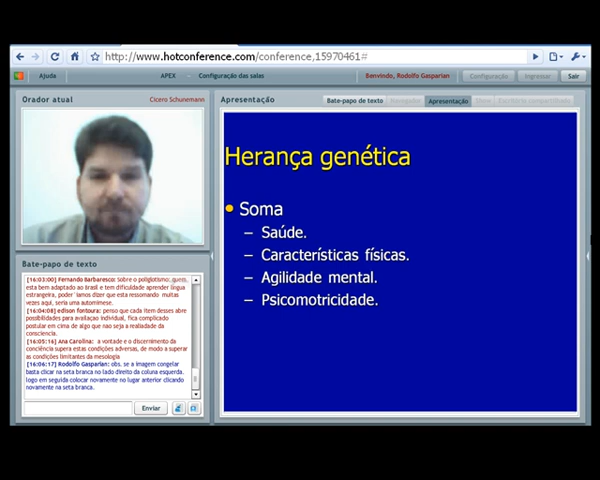 http://www.hotconference.com/conference,15970461#
Ajuda
APEX - Configuração das salas
Benvindo, Rodolfo Gasparian
Configuração
Ingressar
Sair
Orador atual
Cicero Schunemann
Apresentação
Bate-papo de texto
Navegador
Apresentação
Escritório compartilhado
Herança genética
• Soma
– Saúde.
– Características físicas.
– Agilidade mental.
– Psicomotricidade.
Bate-papo de texto
[16:03:00] Fernando Barbaresco: Sobre o poliglotismo;
esta bem adaptado ao Brasil e tem dificuldade aprender língua
estrangeira, poder íamos dizer que esta ressomando muitas
vezes aqui, seria uma automimese.
[16:04:08] edison fontoura: penso que cada item desses abre
possibilidades para avaliaçao individual, fica complicado
postular em cima de algo que nao seja a realiadade da
consciencia.
[16:05:16] Ana Carolina: a vontade e o discernimento da
conciência supera estas condições adversas, de modo a superar
as condições limitantes da mesologia
[16:06:17] Rodolfo Gasparian: obs. se a imagem congelar
basta clicar na seta branca no lado direito da coluna esquerda.
logo em seguida colocar novamente no lugar anterior clicando
novamente na seta branca.
Enviar